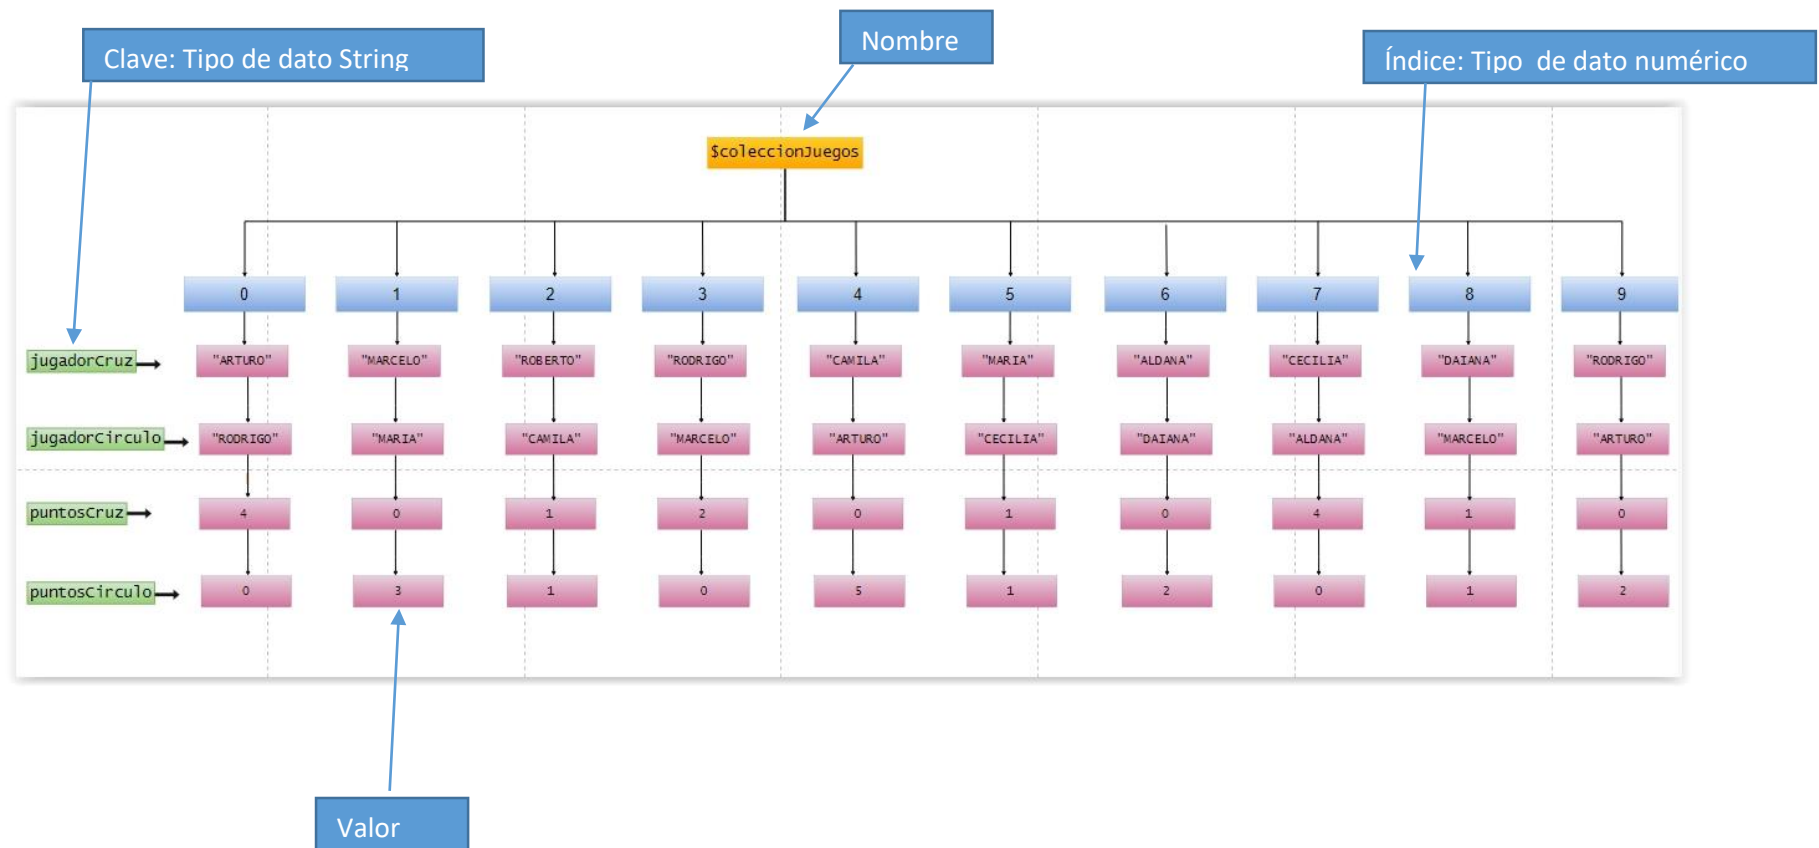 Clave: Tipo de dato String
Nombre
Índice: Tipo de dato numérico
$coleccionJuegos
0 1 2 3 4 5 6 7 8 9
jugadorCruz "ARTURO" "MARCELO" "ROBERTO" "RODRIGO" "CAMILA" "MARIA" "ALDANA" "CECILIA" "DAIANA" "RODRIGO"
jugadorCirculo "RODRIGO" "MARIA" "CAMILA" "MARCELO" "ARTURO" "CECILIA" "DAIANA" "ALDANA" "MARCELO" "ARTURO"
puntosCruz 4 0 1 2 0 1 0 4 1 0
puntosCirculo 0 3 1 0 5 1 2 0 1 2
Valor